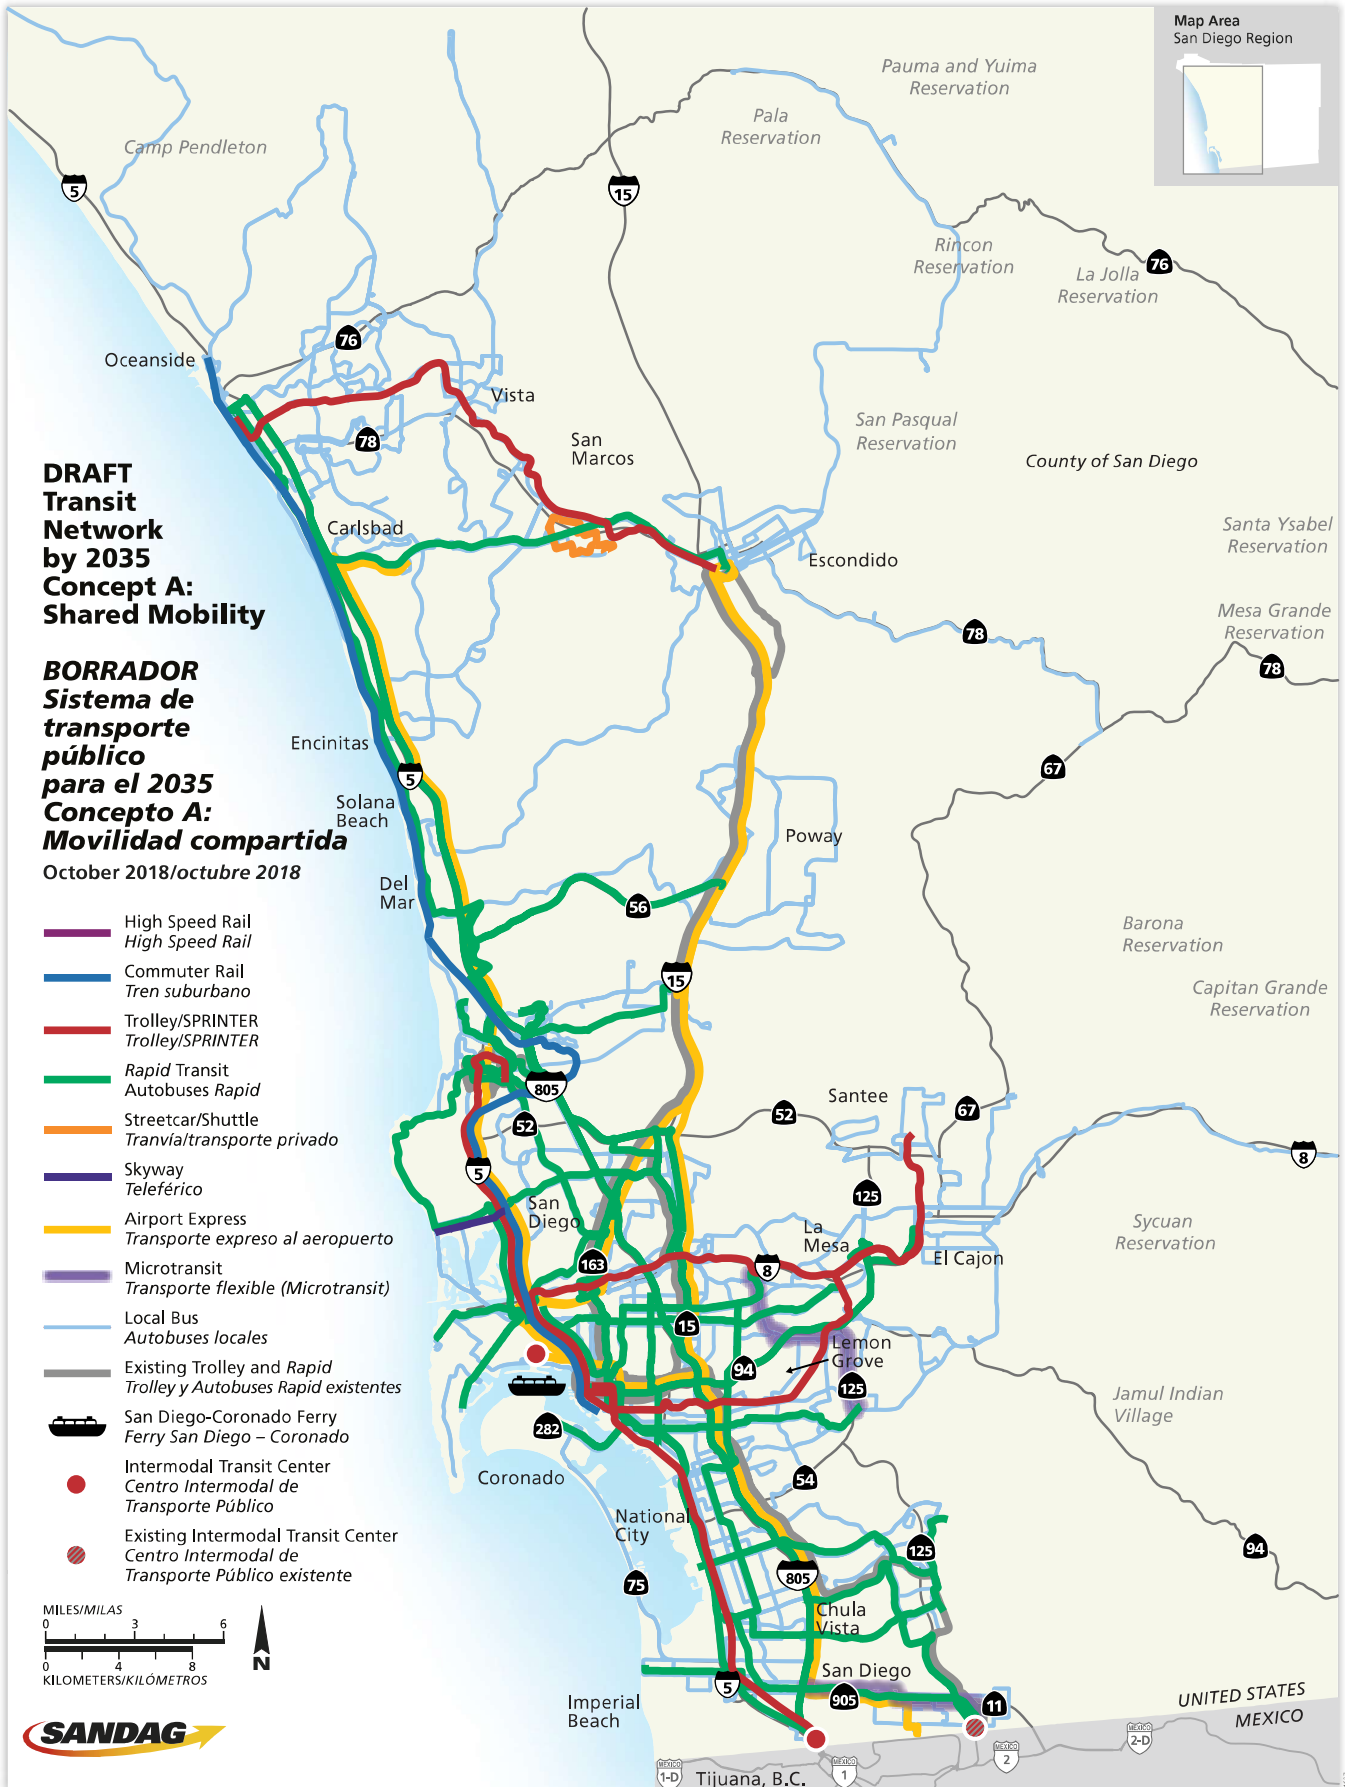 Map Area
San Diego Region
Pauma and Yuima
Reservation
Pala
Reservation
Camp Pendleton
5
15
Rincon
Reservation
La Jolla
Reservation
76
76
Oceanside
Vista
San Pasqual
Reservation
78
San
Marcos
County of San Diego
DRAFT
Transit
Network
by 2035
Concept A:
Shared Mobility
Carlsbad
Santa Ysabel
Reservation
Escondido
Mesa Grande
Reservation
78
78
BORRADOR
Sistema de
transporte
público
para el 2035
Concepto A:
Movilidad compartida
October 2018/octubre 2018
Encinitas
5
67
Solana
Beach
Poway
Del
Mar
56
Barona
Reservation
15
Capitan Grande
Reservation
High Speed Rail
High Speed Rail
Commuter Rail
Tren suburbano
Trolley/SPRINTER
Trolley/SPRINTER
Rapid Transit
Autobuses Rapid
Streetcar/Shuttle
Tranvía/transporte privado
Skyway
Teleférico
Airport Express
Transporte expreso al aeropuerto
Microtransit
Transporte flexible (Microtransit)
Local Bus
Autobuses locales
Existing Trolley and Rapid
Trolley y Autobuses Rapid existentes
San Diego-Coronado Ferry
Ferry San Diego – Coronado
Intermodal Transit Center
Centro Intermodal de
Transporte Público
Existing Intermodal Transit Center
Centro Intermodal de
Transporte Público existente
805
52
52
Santee
67
5
8
125
San
Diego
La
Mesa
Sycuan
Reservation
163
8
El Cajon
15
94
Lemon
Grove
125
282
Jamul Indian
Village
Coronado
54
National
City
125
94
75
805
Chula
Vista
San Diego
5
905
11
Imperial
Beach
UNITED STATES
MEXICO
MILES/MILAS
0 3 6
0 4 8
KILOMETERS/KILÓMETROS
N
SANDAG
MEXICO
1-D
Tijuana, B.C.
MEXICO
1
MEXICO
2
MEXICO
2-D